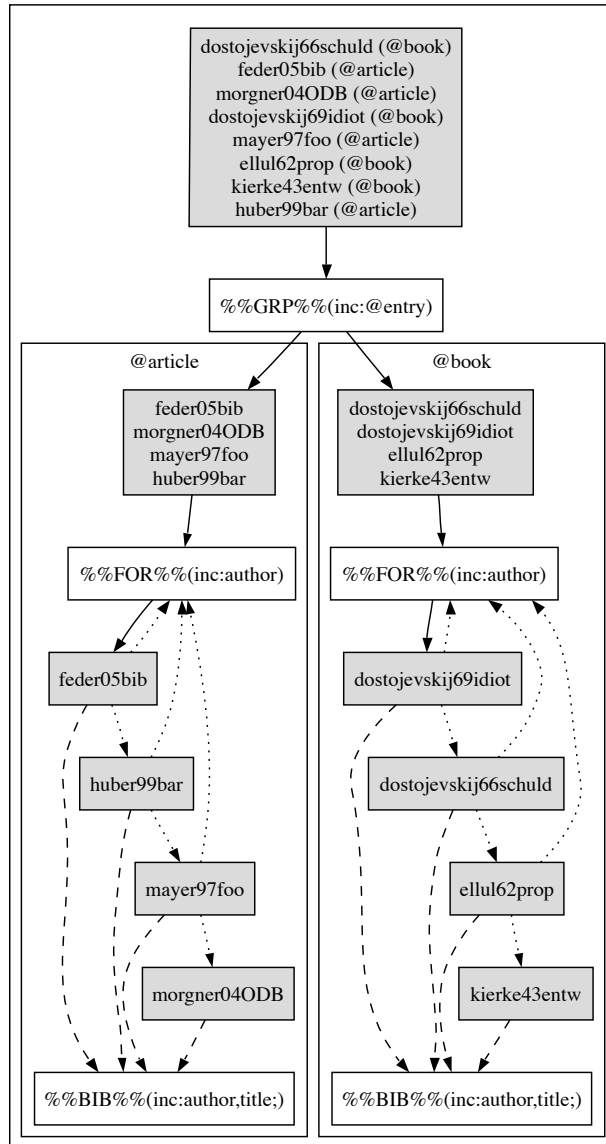 dostojevskij66schuld (@book)
feder05bib (@article)
morgner04ODB (@article)
dostojevskij69idiot (@book)
mayer97foo (@article)
ellul62prop (@book)
kierke43entw (@book)
huber99bar (@article)
%%GRP%%(inc:@entry)
@article
feder05bib
morgner04ODB
mayer97foo
huber99bar
%%FOR%%(inc:author)
feder05bib
huber99bar
mayer97foo
morgner04ODB
%%BIB%%(inc:author,title;)
@book
dostojevskij66schuld
dostojevskij69idiot
ellul62prop
kierke43entw
%%FOR%%(inc:author)
dostojevskij69idiot
dostojevskij66schuld
ellul62prop
kierke43entw
%%BIB%%(inc:author,title;)